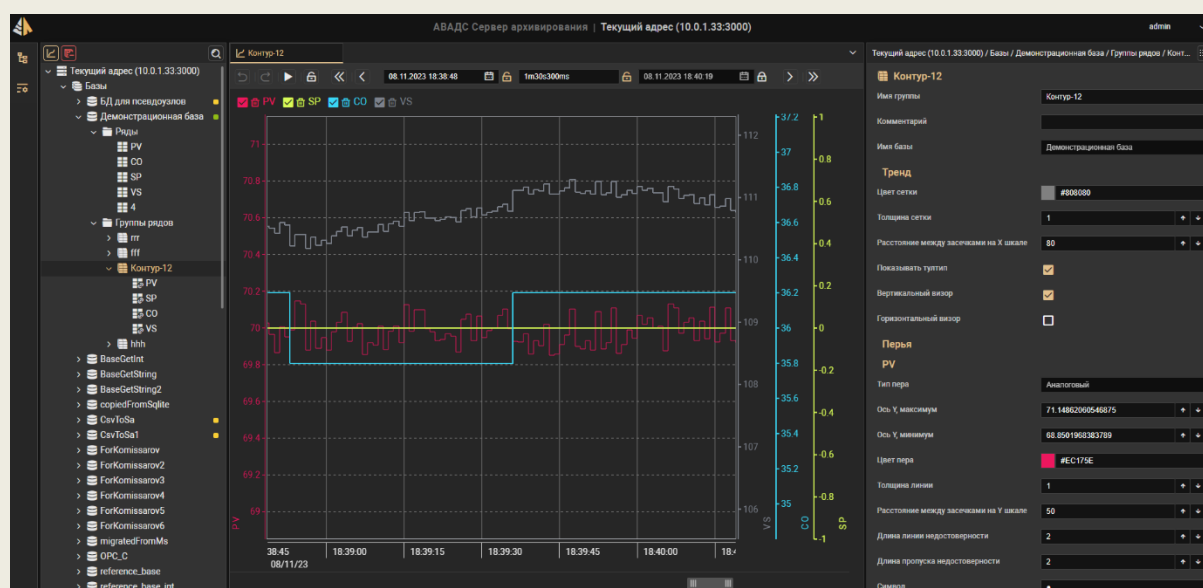 АВАДС Сервер архивирования | Текущий адрес (10.0.1.33:3000)
admin
Текущий адрес (10.0.1.33:3000)
Базы
БД для псевдоузлов
Демонстрационная база
Ряды
PV
CO
SP
VS
4
Группы рядов
rrr
fff
Контур-12
PV
SP
CO
VS
hhh
BaseGetInt
BaseGetString
BaseGetString2
copiedFromSqlite
CsvToSa
CsvToSa1
ForKomissarov
ForKomissarov2
ForKomissarov3
ForKomissarov4
ForKomissarov5
ForKomissarov6
migratedFromMs
OPC_C
reference_base
reference_base_int
Контур-12
08.11.2023 18:38:48
1m30s300ms
08.11.2023 18:40:19
PV SP CO VS
71
70.8
70.6
70.4
70.2
70
69.8
69.6
69.4
69.2
69
PV
112
111
110
109
108
107
106
VS
37.2
37
36.8
36.6
36.4
36.2
36
35.8
35.6
35.4
35.2
35
CO
1
0.8
0.6
0.4
0.2
0
-0.2
-0.4
-0.6
-0.8
-1
SP
38:45 18:39:00 18:39:15 18:39:30 18:39:45 18:40:00
08/11/23
Текущий адрес (10.0.1.33:3000) / Базы / Демонстрационная база / Группы рядов / Конт...
Контур-12
Имя группы Контур-12
Комментарий
Имя базы Демонстрационная база
Тренд
Цвет сетки #808080
Толщина сетки 1
Расстояние между засечками на X шкале 80
Показывать тултип
Вертикальный визор
Горизонтальный визор
Перья
PV
Тип пера Аналоговый
Ось Y, максимум 71.14862060546875
Ось Y, минимум 68.8501968383789
Цвет пера #EC175E
Толщина линии 1
Расстояние между засечками на Y шкале 50
Длина линии недостоверности 2
Длина пропуска недостоверности 2
Символ